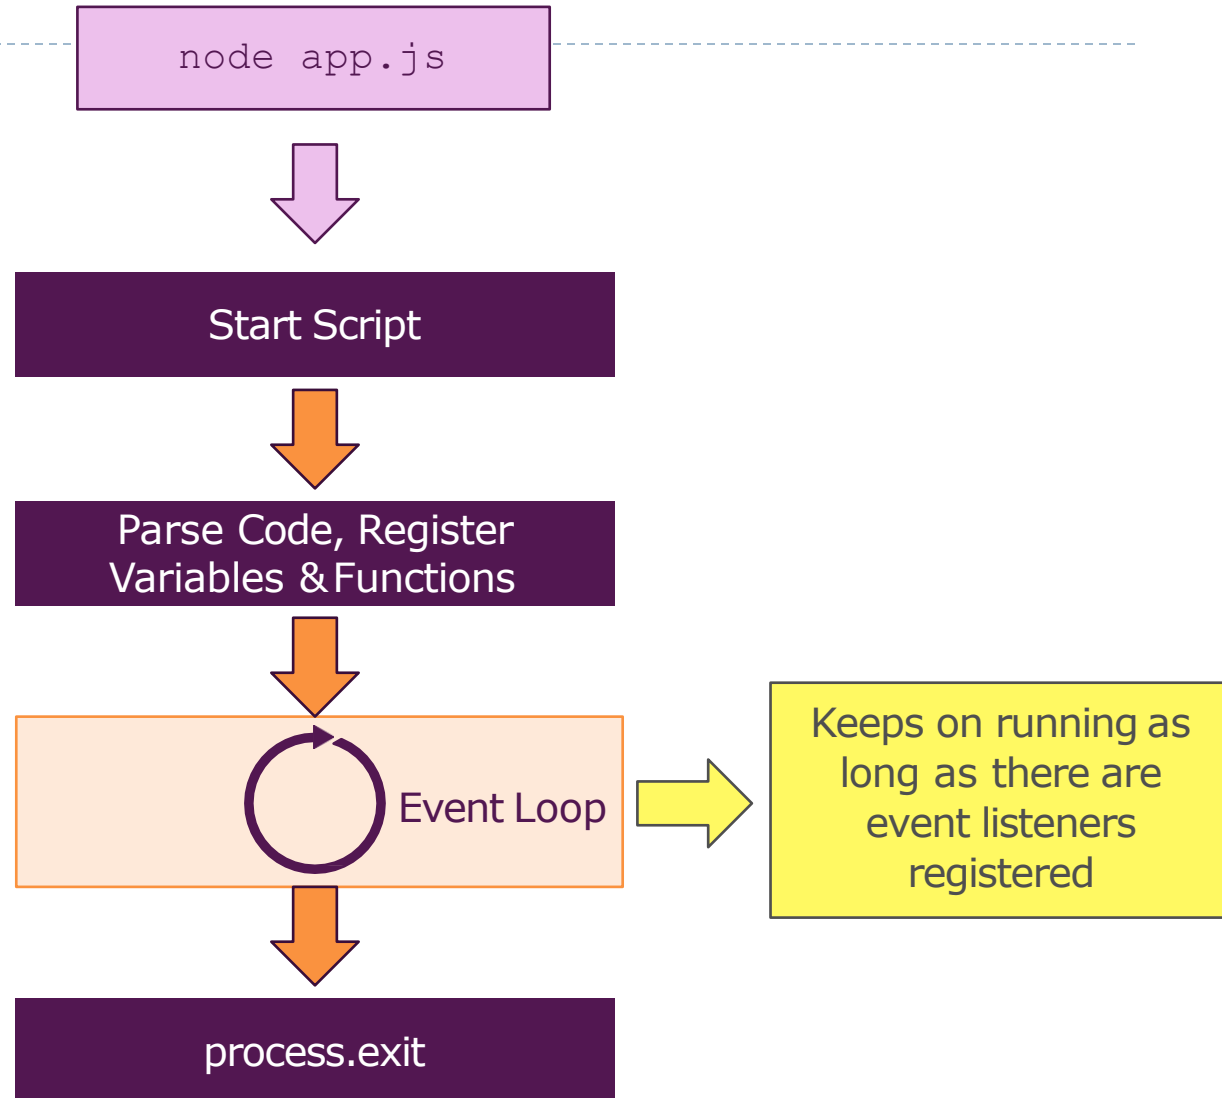 node app.js
Start Script
Parse Code, Register
Variables & Functions
Event Loop
Keeps on running as
long as there are
event listeners
registered
process.exit